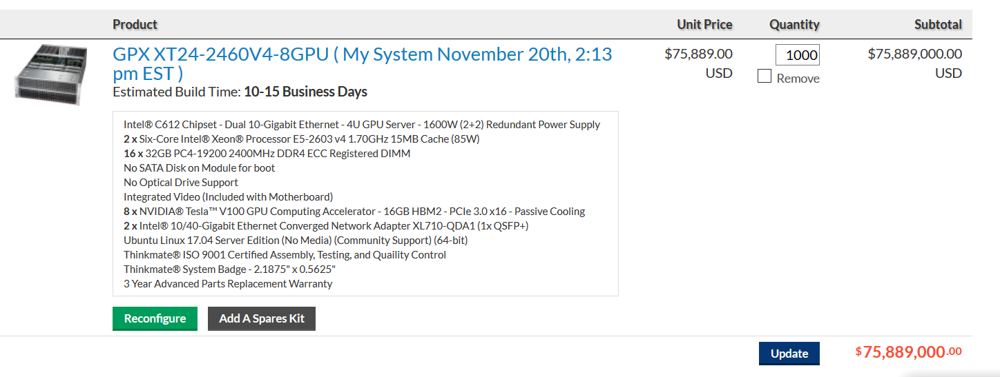 Product Unit Price Quantity Subtotal
GPX XT24-2460V4-8GPU ( My System November 20th, 2:13 $75,889.00 1000 $75,889,000.00
pm EST ) USD Remove USD
Estimated Build Time: 10-15 Business Days
Intel® C612 Chipset - Dual 10-Gigabit Ethernet - 4U GPU Server - 1600W (2+2) Redundant Power Supply
2 x Six-Core Intel® Xeon® Processor E5-2603 v4 1.70GHz 15MB Cache (85W)
16 x 32GB PC4-19200 2400MHz DDR4 ECC Registered DIMM
No SATA Disk on Module for boot
No Optical Drive Support
Integrated Video (Included with Motherboard)
8 x NVIDIA® Tesla™ V100 GPU Computing Accelerator - 16GB HBM2 - PCIe 3.0 x16 - Passive Cooling
2 x Intel® 10/40-Gigabit Ethernet Converged Network Adapter XL710-QDA1 (1x QSFP+)
Ubuntu Linux 17.04 Server Edition (No Media) (Community Support) (64-bit)
Thinkmate® ISO 9001 Certified Assembly, Testing, and Quaility Control
Thinkmate® System Badge - 2.1875" x 0.5625"
3 Year Advanced Parts Replacement Warranty
Reconfigure Add A Spares Kit
Update $75,889,000.00